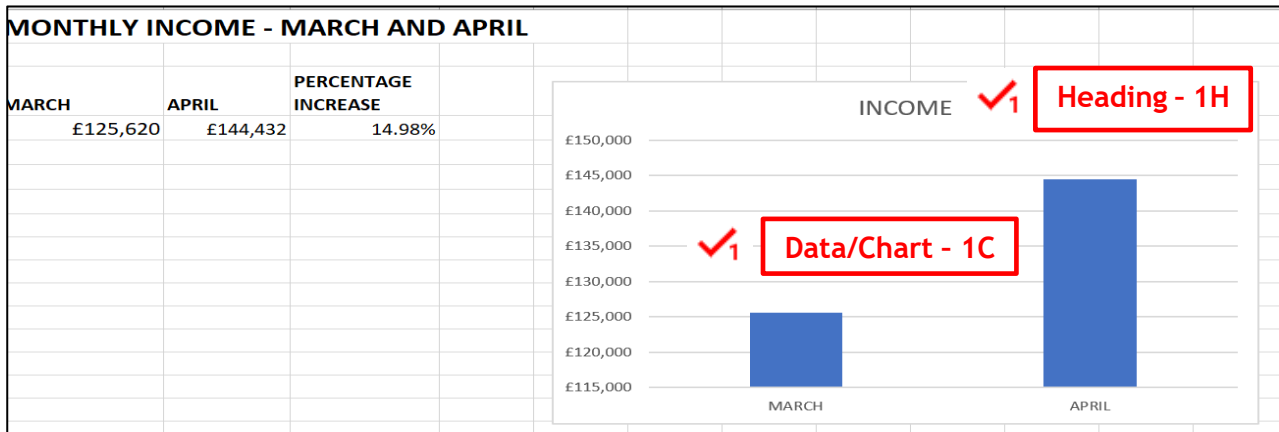 MONTHLY INCOME - MARCH AND APRIL
MARCH APRIL PERCENTAGE INCREASE
£125,620 £144,432 14.98%
INCOME ✓1 Heading - 1H
£150,000
£145,000
£140,000
£135,000
✓1 Data/Chart - 1C
£130,000
£125,000
£120,000
£115,000
MARCH APRIL